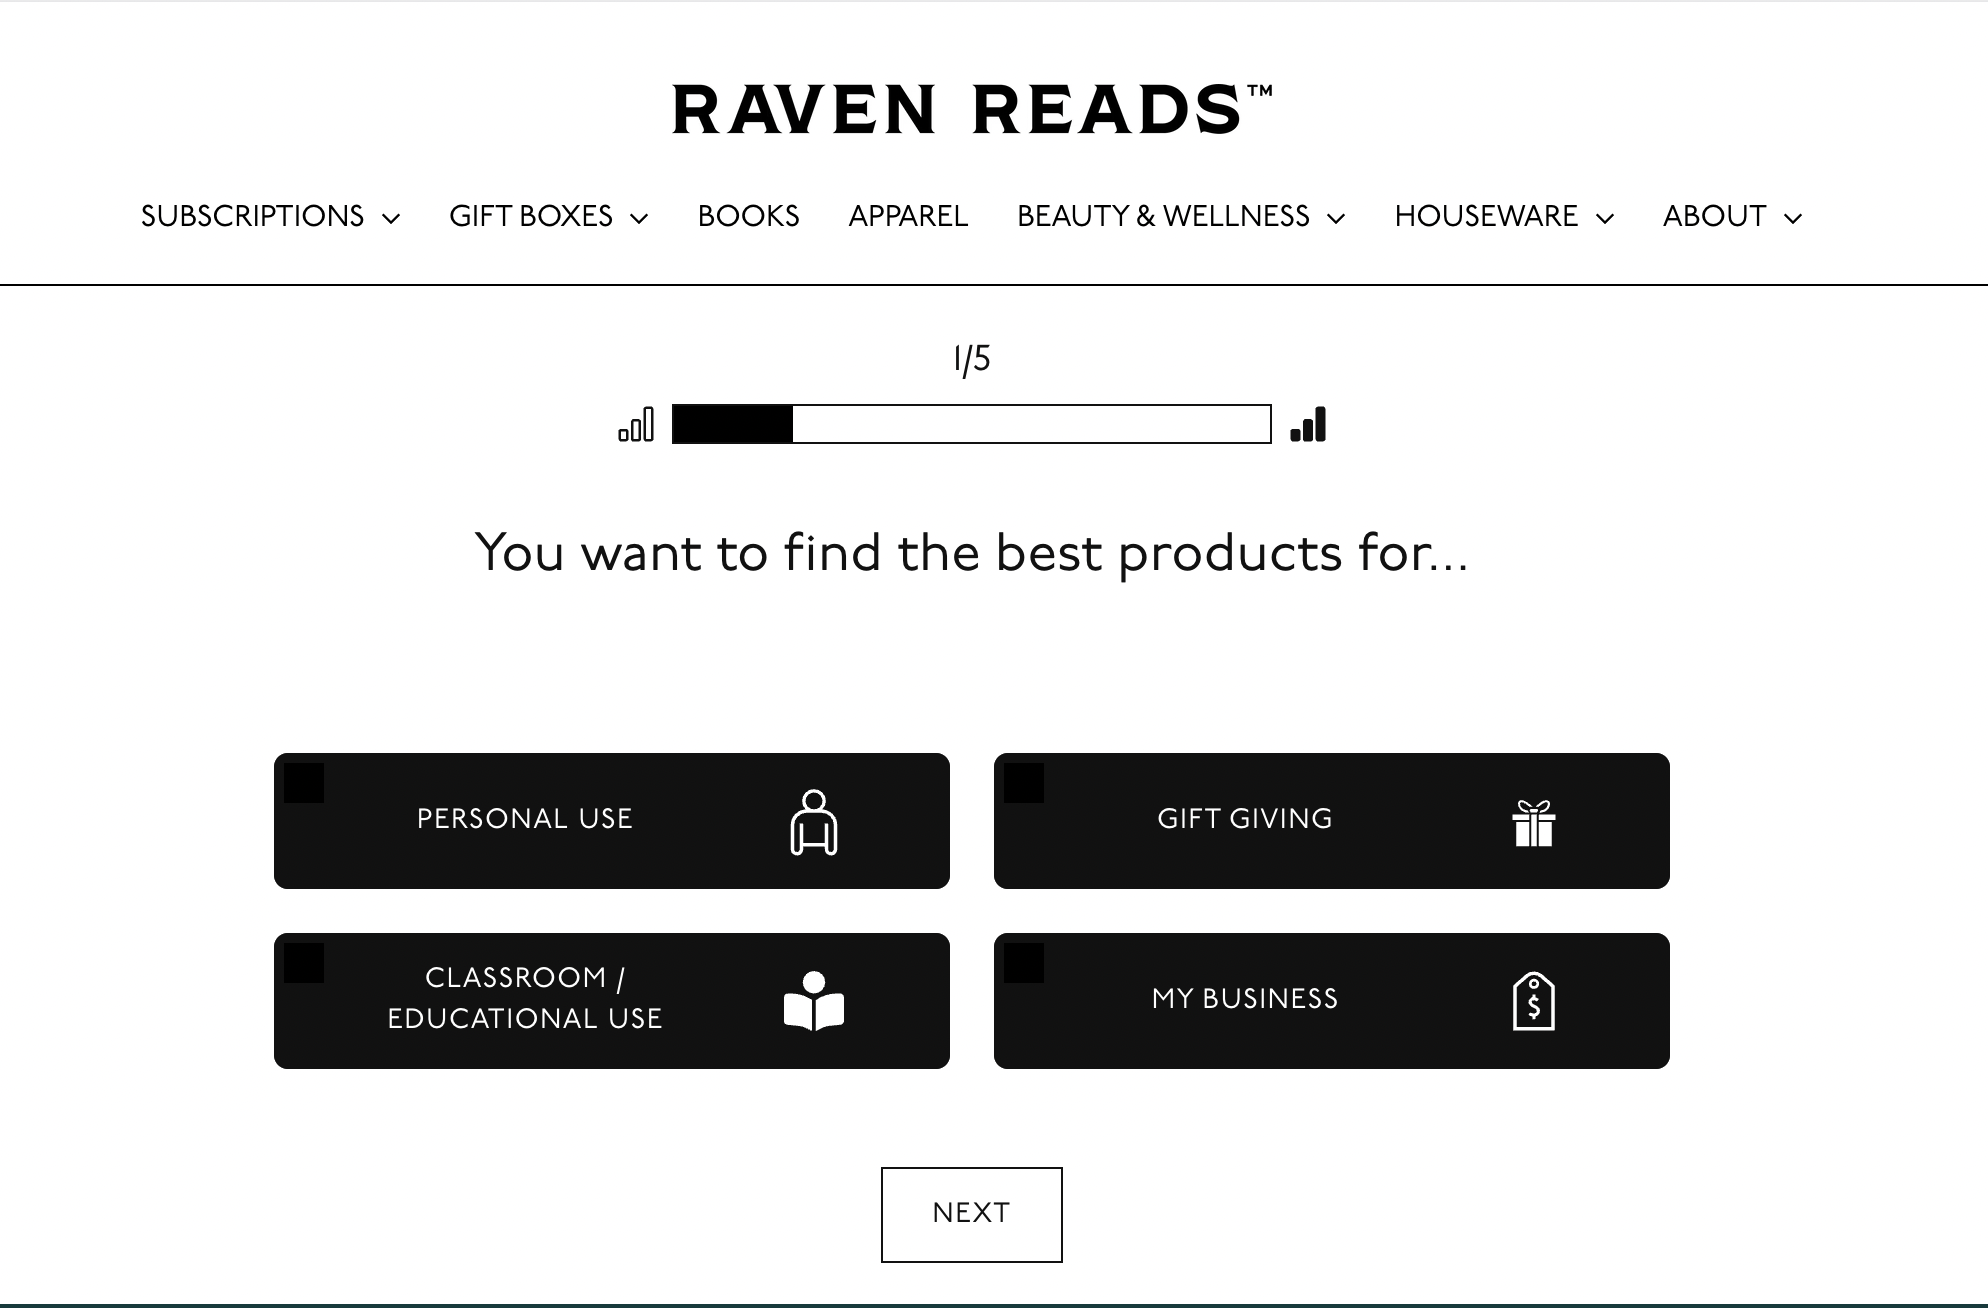 RAVEN READS™
SUBSCRIPTIONS GIFT BOXES BOOKS APPAREL BEAUTY & WELLNESS HOUSEWARE ABOUT
1/5
You want to find the best products for...
PERSONAL USE
GIFT GIVING
CLASSROOM /
EDUCATIONAL USE
MY BUSINESS
$
NEXT